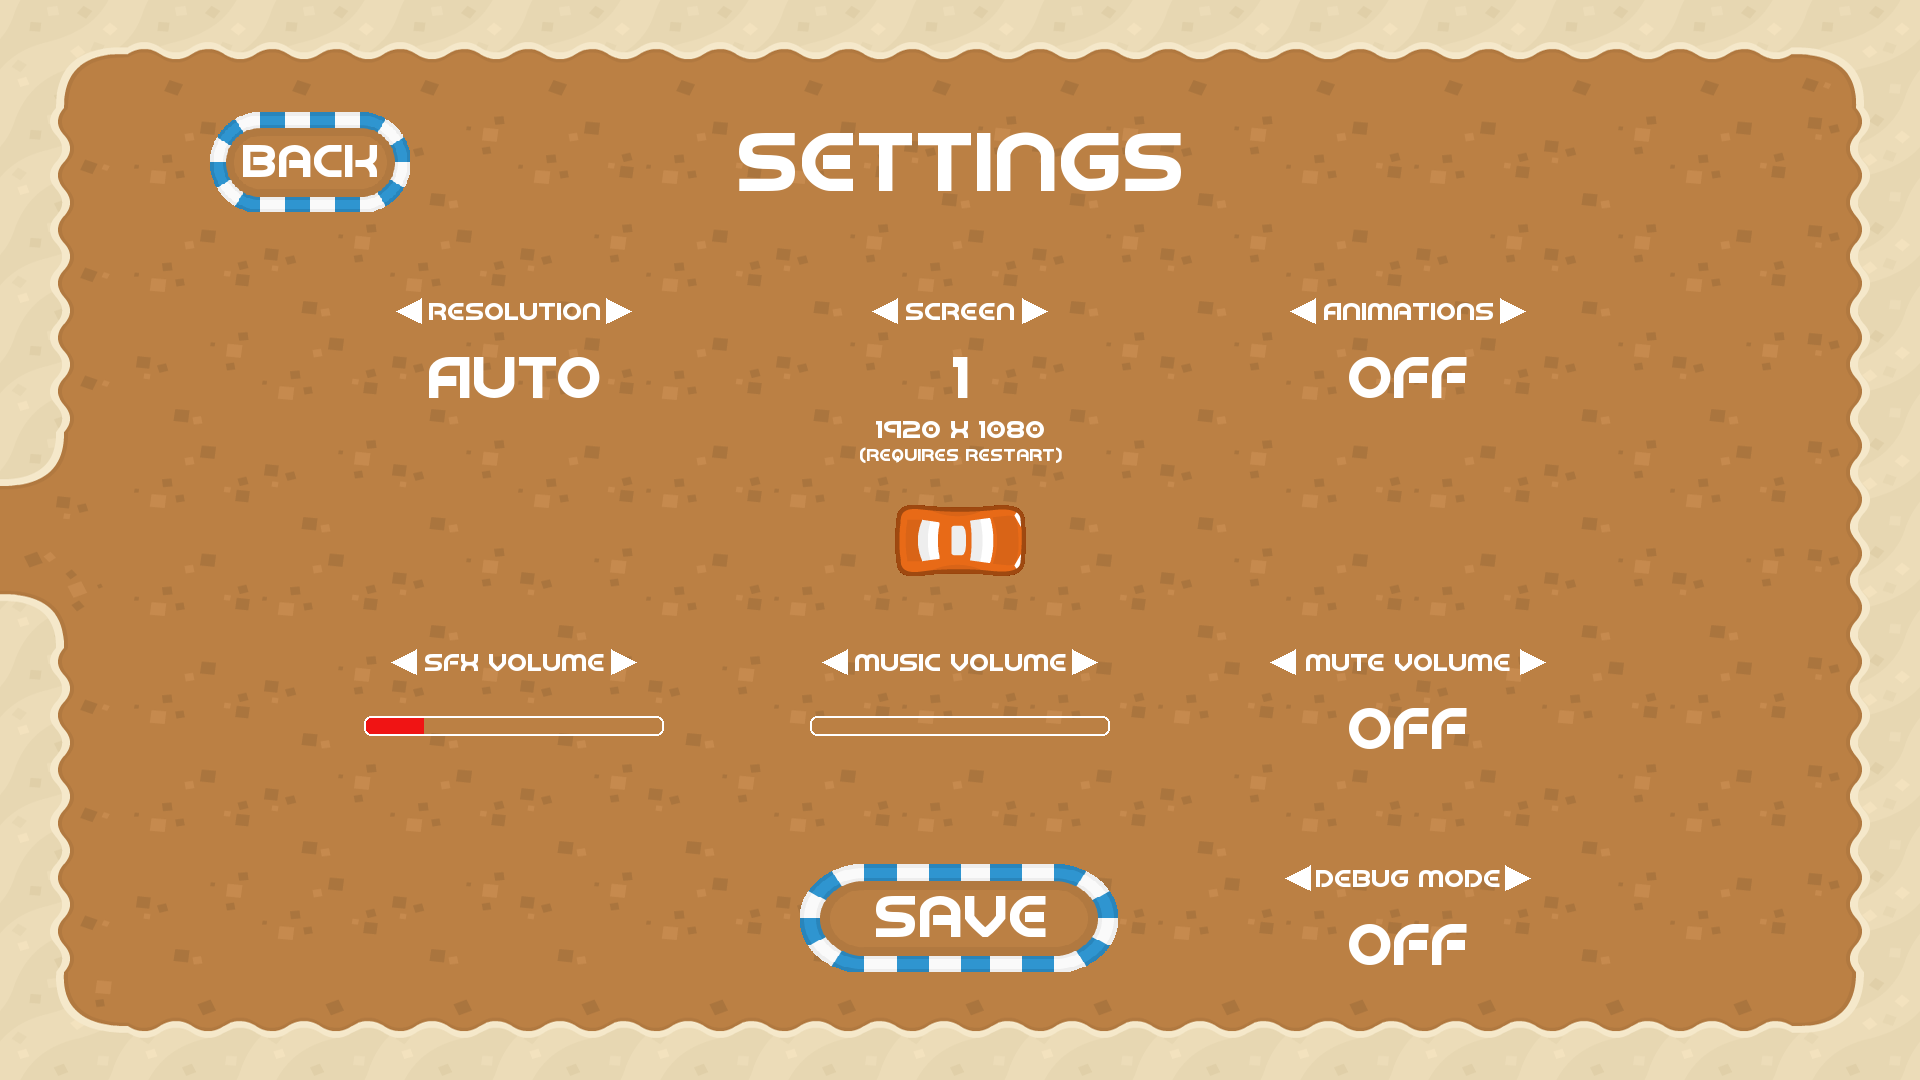 BACK
SETTINGS
RESOLUTION
SCREEN
ANIMATIONS
AUTO
1
OFF
1920 X 1080
(REQUIRES RESTART)
SFX VOLUME
MUSIC VOLUME
MUTE VOLUME
OFF
SAVE
DEBUG MODE
OFF